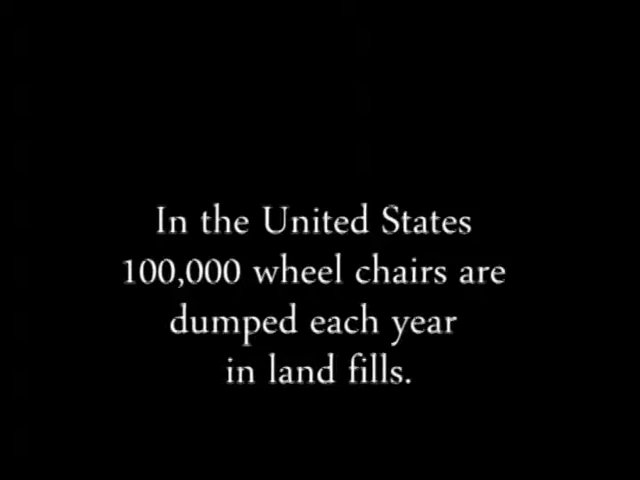 In the United States
100,000 wheel chairs are
dumped each year
in land fills.